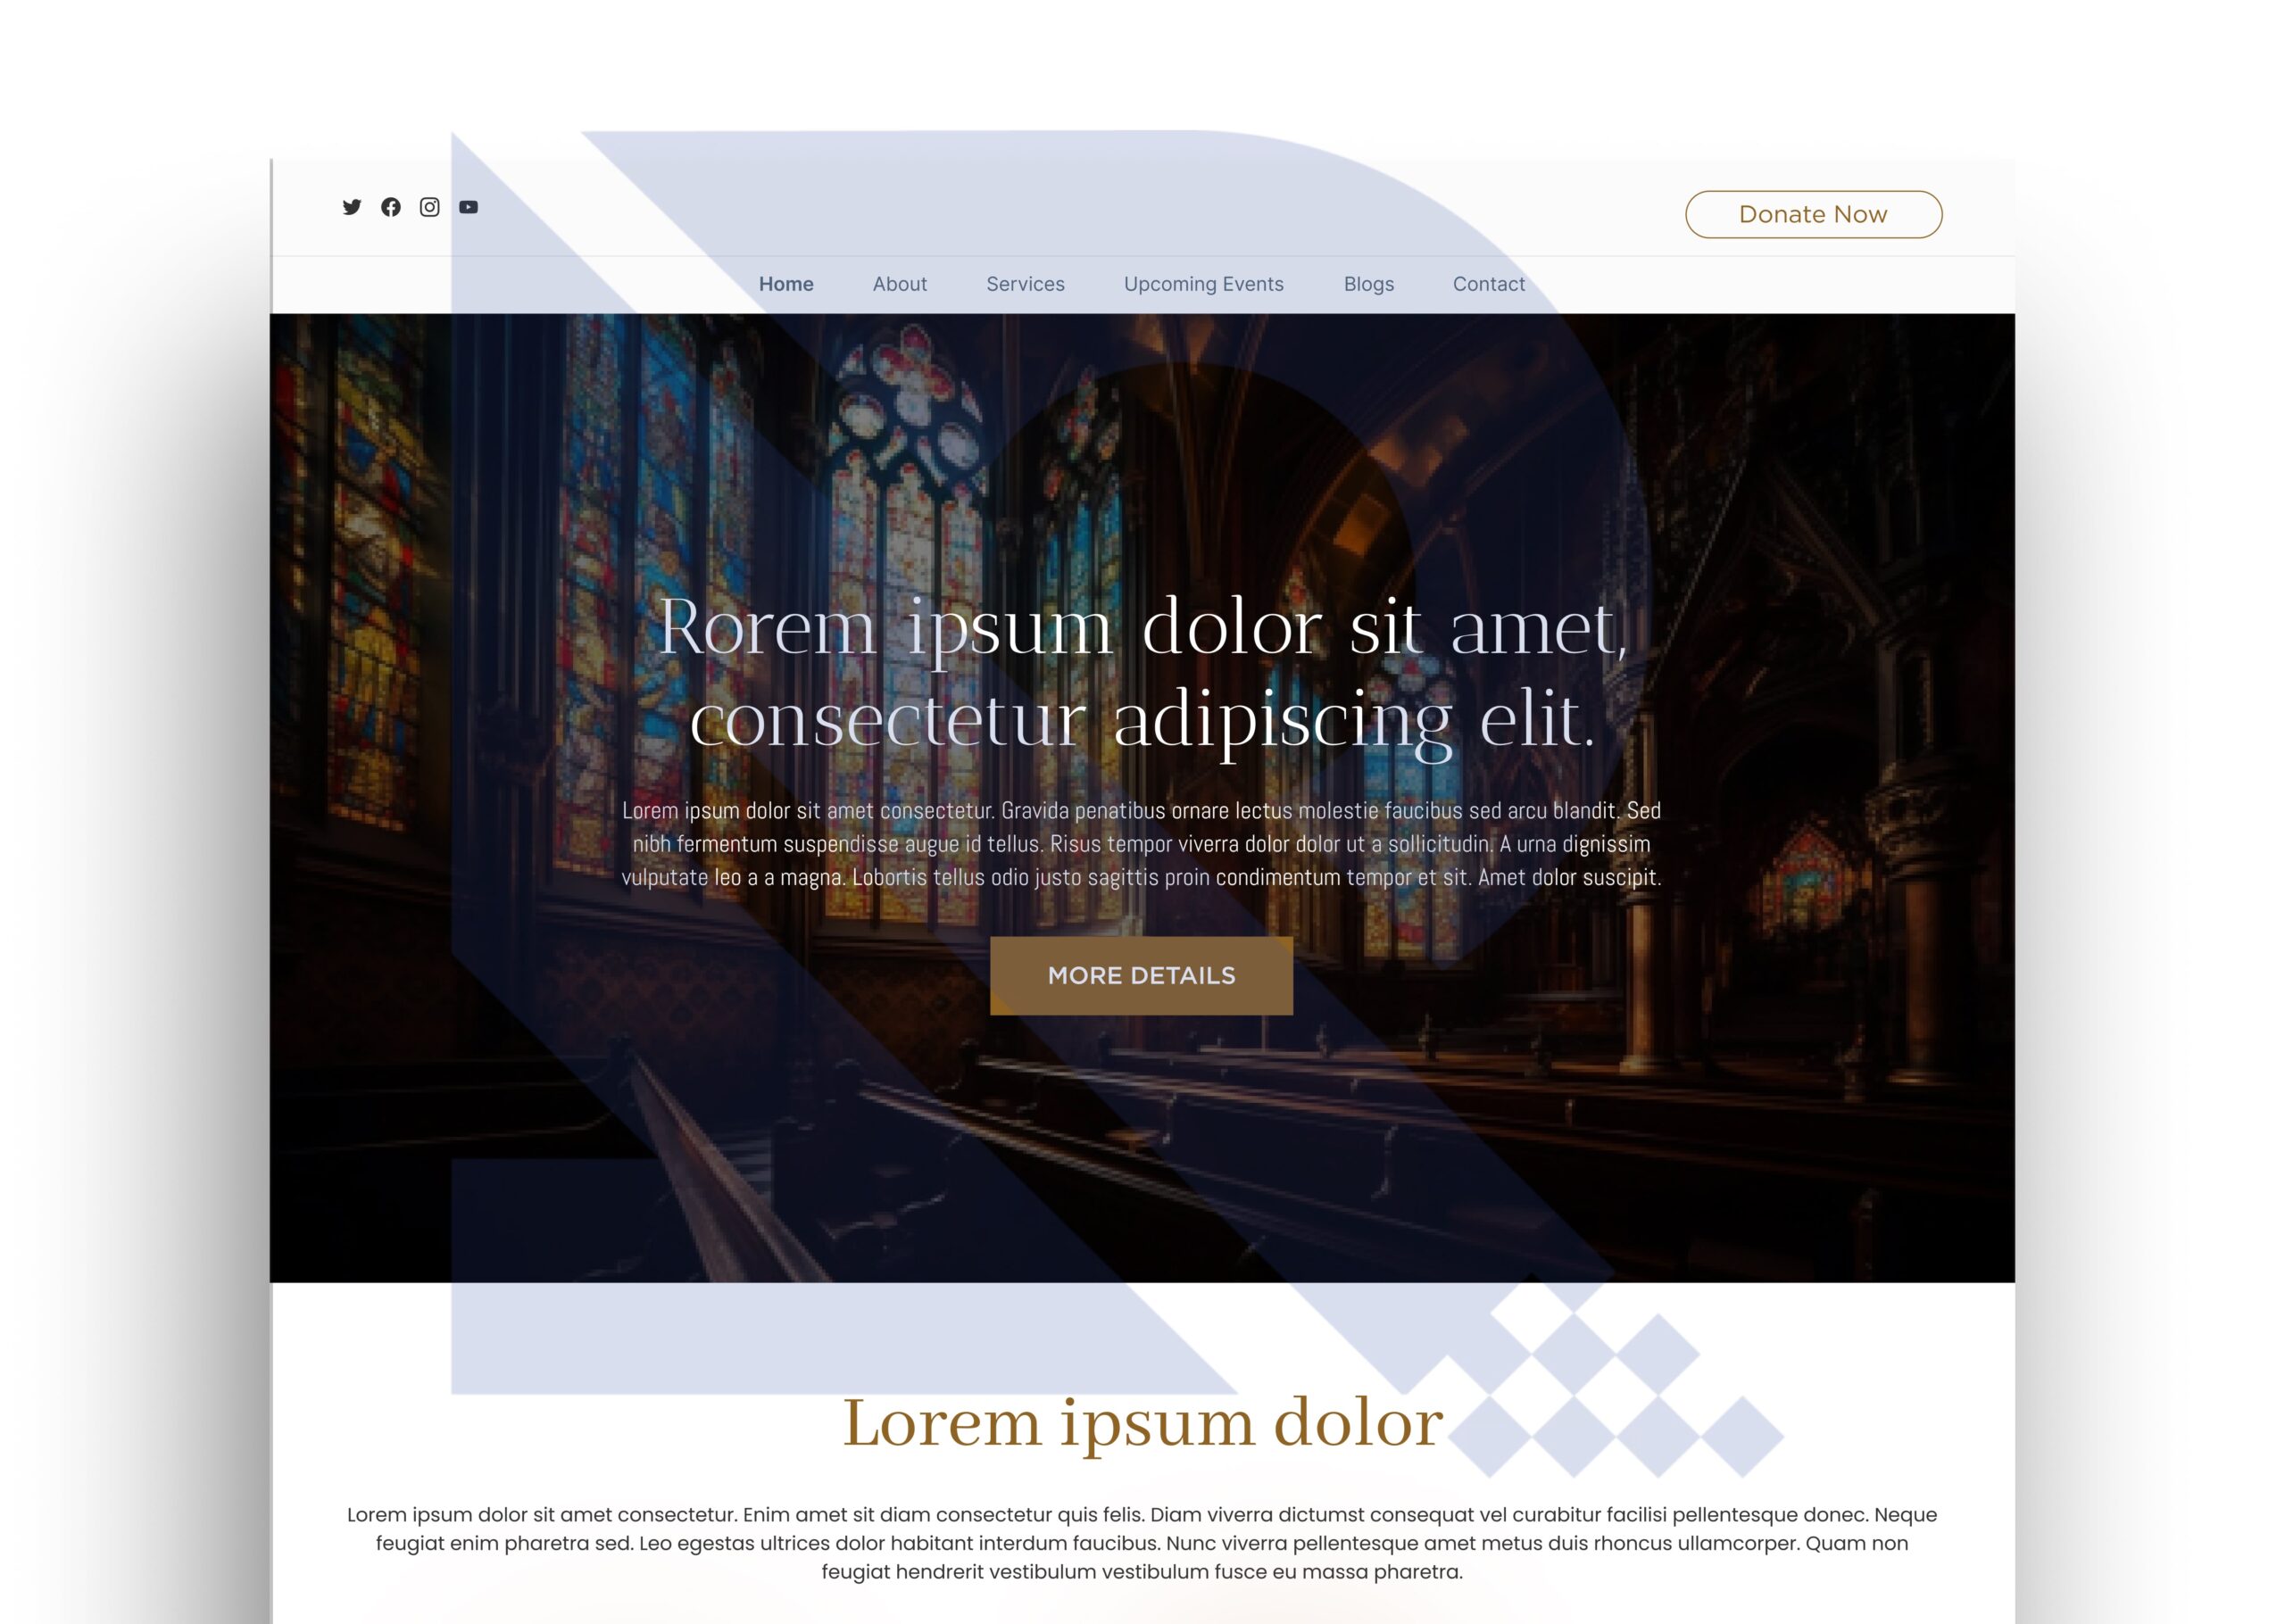 Donate Now
Home About Services Upcoming Events Blogs Contact
Rorem ipsum dolor sit amet,
consectetur adipiscing elit.
Lorem ipsum dolor sit amet consectetur. Gravida penatibus ornare lectus molestie faucibus sed arcu blandit. Sed
nibh fermentum suspendisse augue id tellus. Risus tempor viverra dolor dolor ut a sollicitudin. A urna dignissim
vulputate leo a a magna. Lobortis tellus odio justo sagittis proin condimentum tempor et sit. Amet dolor suscipit.
MORE DETAILS
Lorem ipsum dolor
Lorem ipsum dolor sit amet consectetur. Enim amet sit diam consectetur quis felis. Diam viverra dictumst consequat vel curabitur facilisi pellentesque donec. Neque
feugiat enim pharetra sed. Leo egestas ultrices dolor habitant interdum faucibus. Nunc viverra pellentesque amet metus duis rhoncus ullamcorper. Quam non
feugiat hendrerit vestibulum vestibulum fusce eu massa pharetra.